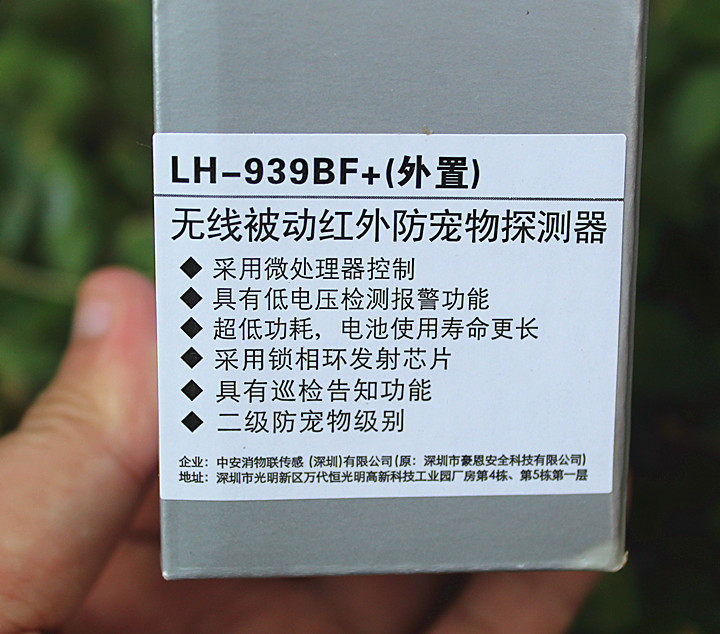 LH-939BF+(外置)
无线被动红外防宠物探测器
◆ 采用微处理器控制
◆ 具有低电压检测报警功能
◆ 超低功耗，电池使用寿命更长
◆ 采用锁相环发射芯片
◆ 具有巡检告知功能
◆ 二级防宠物级别
企业：中安消物联传感（深圳）有限公司（原：深圳市豪恩安全科技有限公司）
地址：深圳市光明新区万代恒光明高新科技工业园厂房第4栋、第5栋第一层